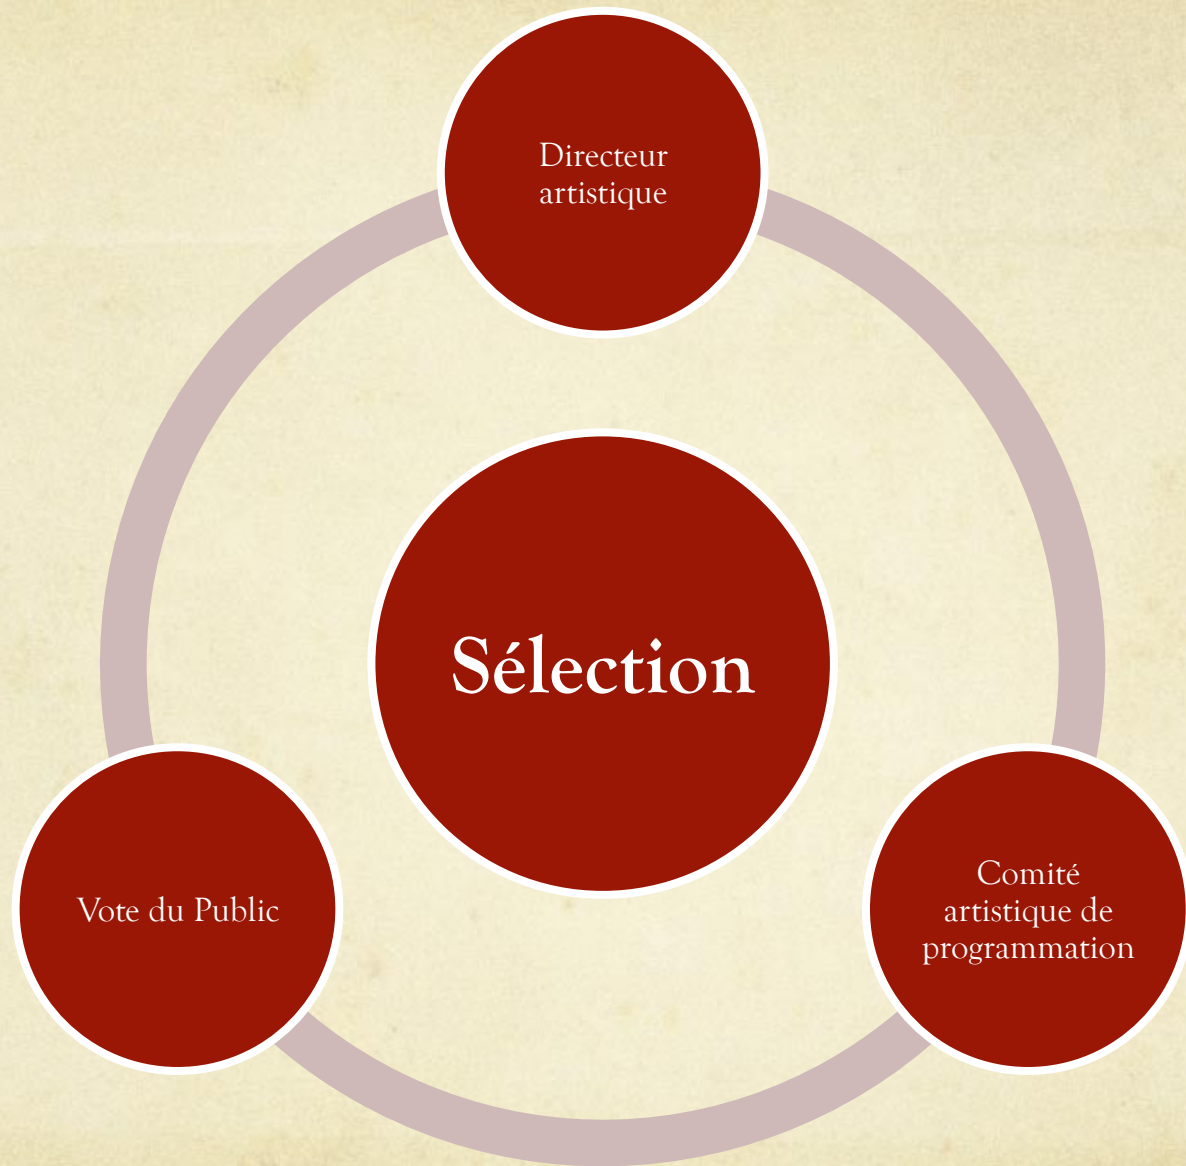 Directeur
artistique
Sélection
Vote du Public
Comité
artistique de
programmation